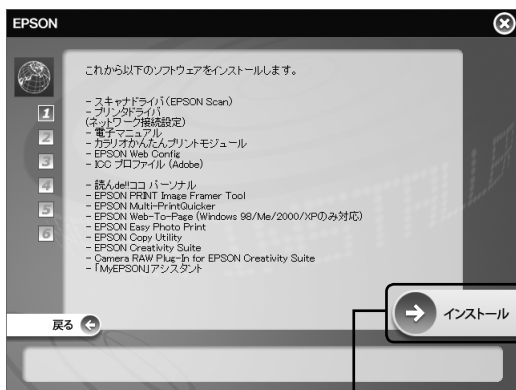 EPSON
これから以下のソフトウェアをインストールします。
1
- スキャナドライバ(EPSON Scan)
- プリンタドライバ
(ネットワーク接続設定)
2
- 電子マニュアル
- カラリオかんたんプリントモジュール
3
- EPSON Web Config
- ICC プロファイル (Adobe)
4
- 読んde!!ココ パーソナル
- EPSON PRINT Image Framer Tool
5
- EPSON Multi-PrintQuicker
- EPSON Web-To-Page (Windows 98/Me/2000/XPのみ対応)
6
- EPSON Easy Photo Print
- EPSON Copy Utility
- EPSON Creativity Suite
- Camera RAW Plug-In for EPSON Creativity Suite
- 「MyEPSON」アシスタント
インストール
戻る